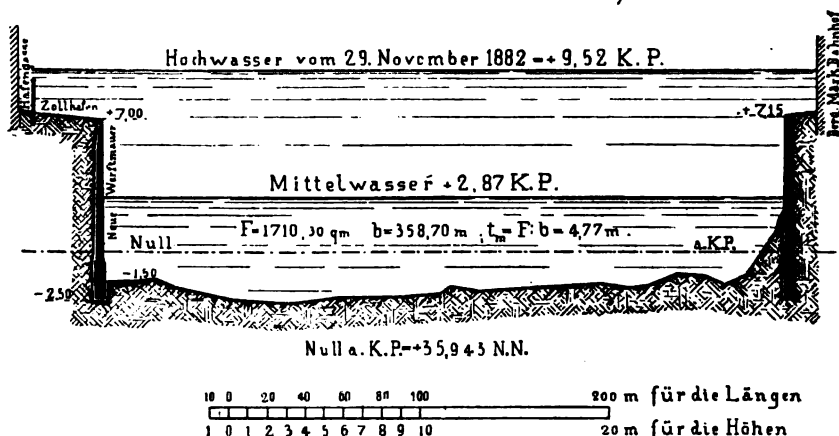 Hochwasser vom 29. November 1882 = + 9,52 K. P.
Hafengasse
Zollhafen
+7,00
+ 7,15
Berg. Märk. Bahnhof
Neue Werftmauer
Mittelwasser + 2,87 K.P.
F=1710,30 qm b=358,70 m ; tm = F: b = 4,77 m.
Null
a. K.P.
-1,50
-2,50
Null a. K.P.=+35,943 N.N.
10 0 20 40 60 80 100 200 m für die Längen
1 0 1 2 3 4 5 6 7 8 9 10 20 m für die Höhen